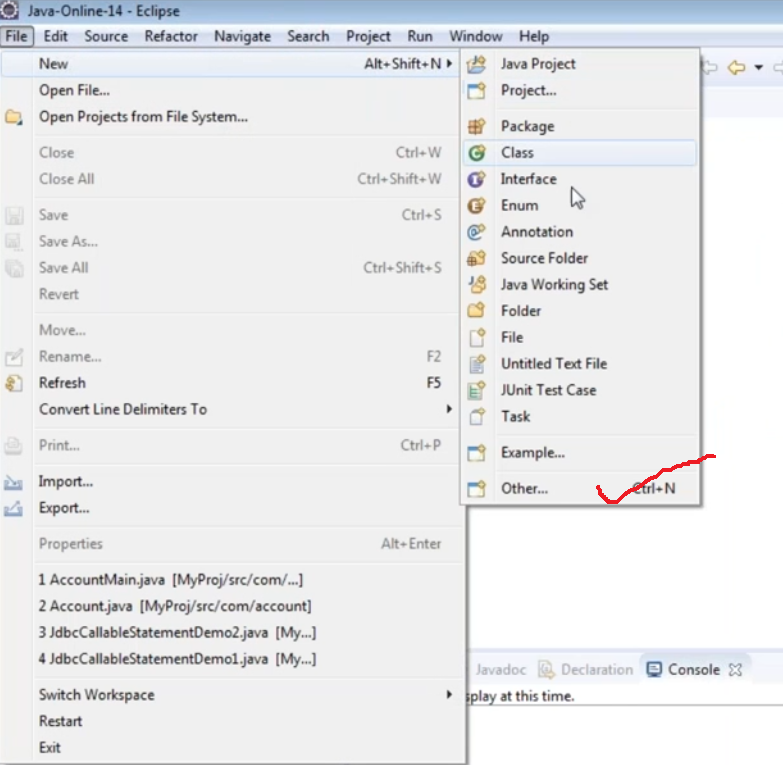 Java-Online-14 - Eclipse
File Edit Source Refactor Navigate Search Project Run Window Help
New Alt+Shift+N
Open File...
Open Projects from File System...
Close Ctrl+W
Close All Ctrl+Shift+W
Save Ctrl+S
Save As...
Save All Ctrl+Shift+S
Revert
Move...
Rename... F2
Refresh F5
Convert Line Delimiters To
Print... Ctrl+P
Import...
Export...
Properties Alt+Enter
1 AccountMain.java [MyProj/src/com/...]
2 Account.java [MyProj/src/com/account]
3 JdbcCallableStatementDemo2.java [My...]
4 JdbcCallableStatementDemo1.java [My...]
Switch Workspace
Restart
Exit
Java Project
Project...
Package
Class
Interface
Enum
Annotation
Source Folder
Java Working Set
Folder
File
Untitled Text File
JUnit Test Case
Task
Example...
Other... Ctrl+N
Javadoc Declaration Console
splay at this time.